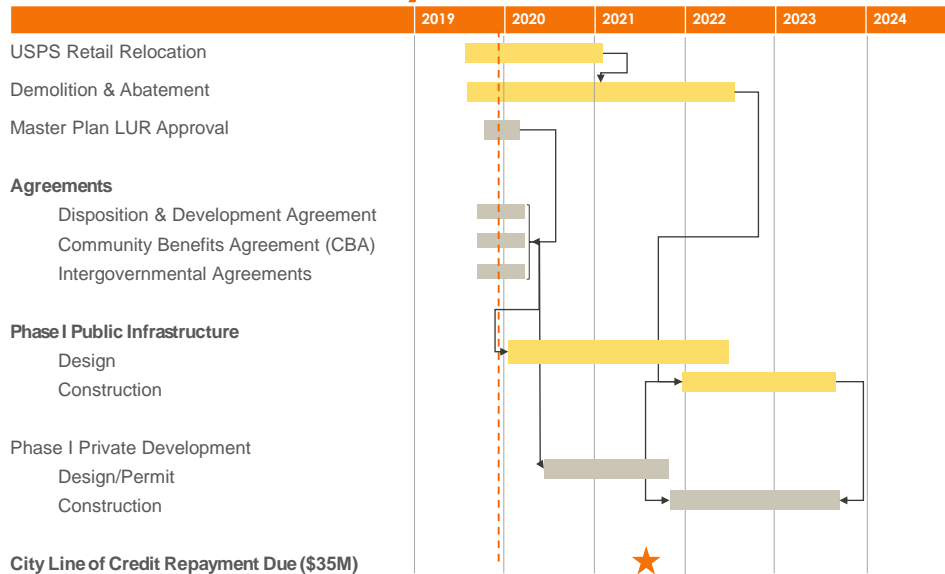 2019 2020 2021 2022 2023 2024
USPS Retail Relocation
Demolition & Abatement
Master Plan LUR Approval
Agreements
Disposition & Development Agreement
Community Benefits Agreement (CBA)
Intergovernmental Agreements
Phase I Public Infrastructure
Design
Construction
Phase I Private Development
Design/Permit
Construction
City Line of Credit Repayment Due ($35M)